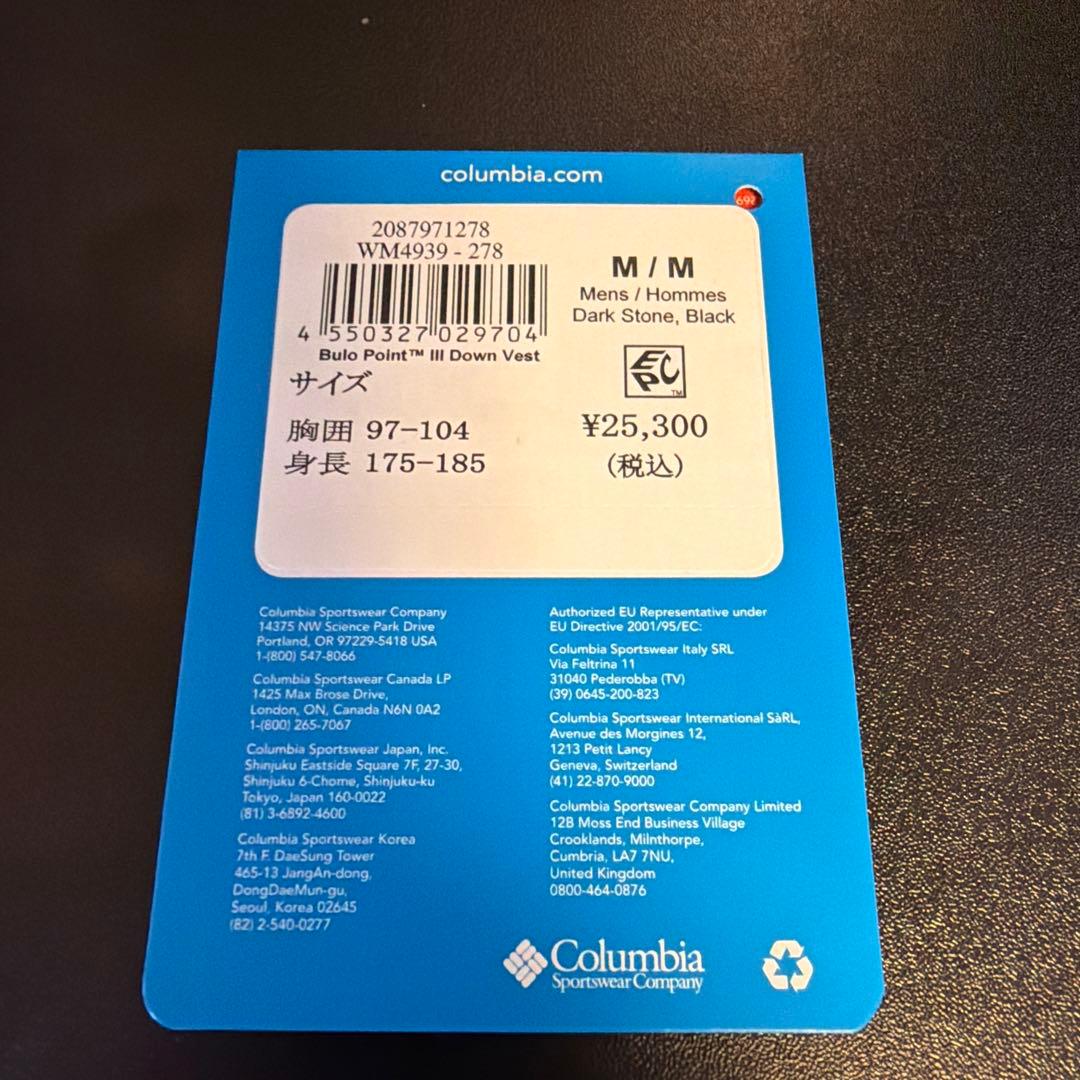 columbia.com
2087971278
WM4939 - 278
4 550327 029704
Bulo Point™ III Down Vest
サイズ
胸囲 97-104
身長 175-185
M / M
Mens / Hommes
Dark Stone, Black
EPC™
¥25,300
(税込)
Columbia Sportswear Company
14375 NW Science Park Drive
Portland, OR 97229-5418 USA
1-(800) 547-8066
Columbia Sportswear Canada LP
1425 Max Brose Drive,
London, ON, Canada N6N 0A2
1-(800) 265-7067
Columbia Sportswear Japan, Inc.
Shinjuku Eastside Square 7F, 27-30,
Shinjuku 6-Chome, Shinjuku-ku
Tokyo, Japan 160-0022
(81) 3-6892-4600
Columbia Sportswear Korea
7th F. DaeSung Tower
465-13 JangAn-dong,
DongDaeMun-gu,
Seoul, Korea 02645
(82) 2-540-0277
Authorized EU Representative under
EU Directive 2001/95/EC:
Columbia Sportswear Italy SRL
Via Feltrina 11
31040 Pederobba (TV)
(39) 0645-200-823
Columbia Sportswear International SàRL,
Avenue des Morgines 12,
1213 Petit Lancy
Geneva, Switzerland
(41) 22-870-9000
Columbia Sportswear Company Limited
12B Moss End Business Village
Crooklands, Milnthorpe,
Cumbria, LA7 7NU,
United Kingdom
0800-464-0876
Columbia
Sportswear Company